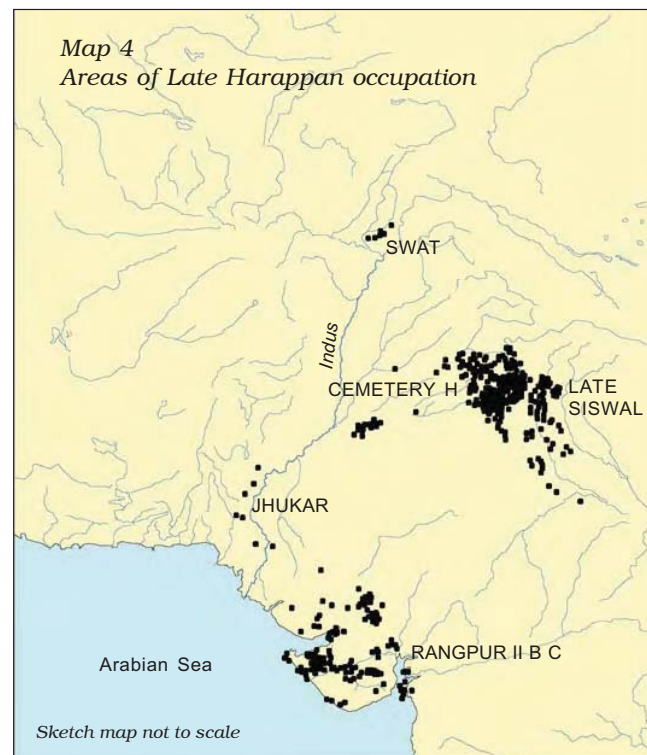 Map 4
Areas of Late Harappan occupation
SWAT
Indus
CEMETERY H
LATE
SISWAL
JHUKAR
RANGPUR II B C
Arabian Sea
Sketch map not to scale